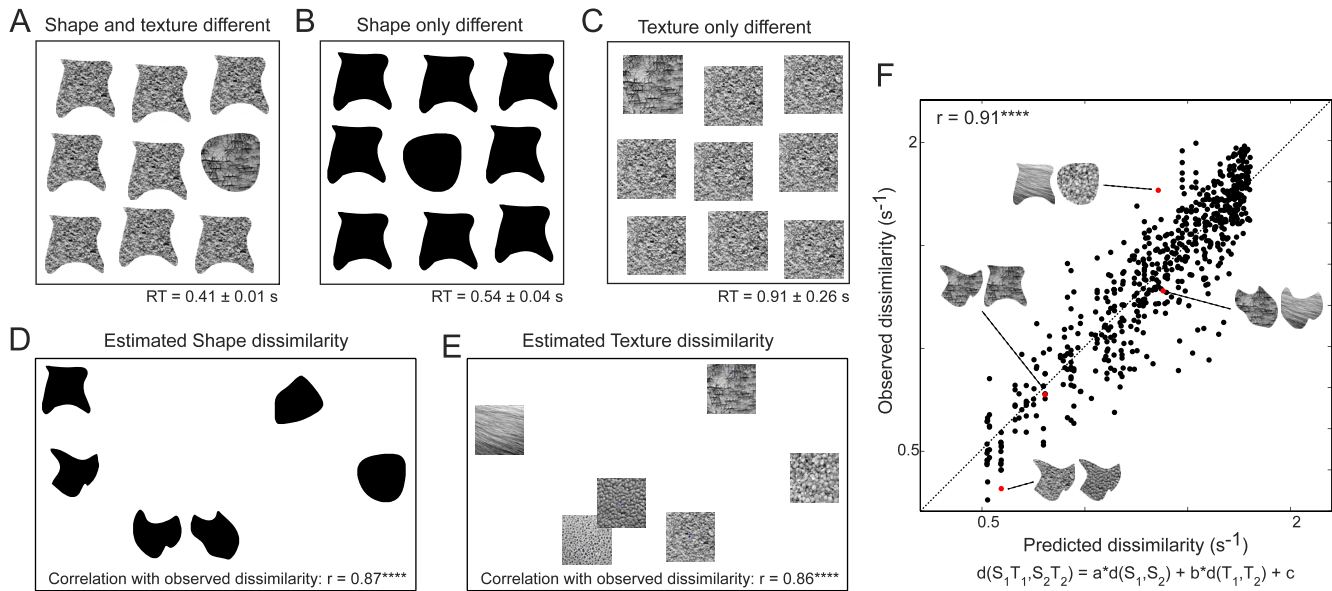 A Shape and texture different
RT = 0.41 ± 0.01 s
B Shape only different
RT = 0.54 ± 0.04 s
C Texture only different
RT = 0.91 ± 0.26 s
D Estimated Shape dissimilarity
Correlation with observed dissimilarity: r = 0.87****
E Estimated Texture dissimilarity
Correlation with observed dissimilarity: r = 0.86****
F
r = 0.91****
Observed dissimilarity (s⁻¹)
2
0.5
0.5 2
Predicted dissimilarity (s⁻¹)
d(S₁T₁,S₂T₂) = a*d(S₁,S₂) + b*d(T₁,T₂) + c